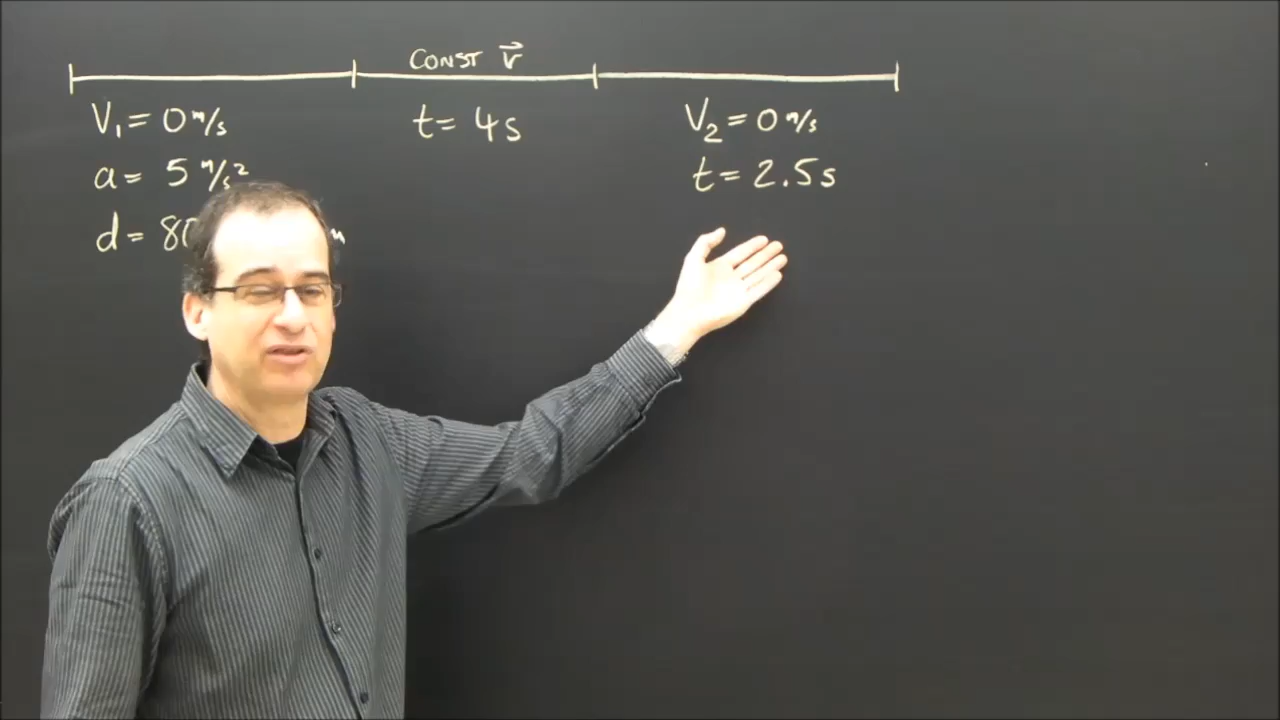 CONST v⃗
V₁ = 0 m/s
t = 4s
V₂ = 0 m/s
a = 5 m/s²
t = 2.5s
d = 80